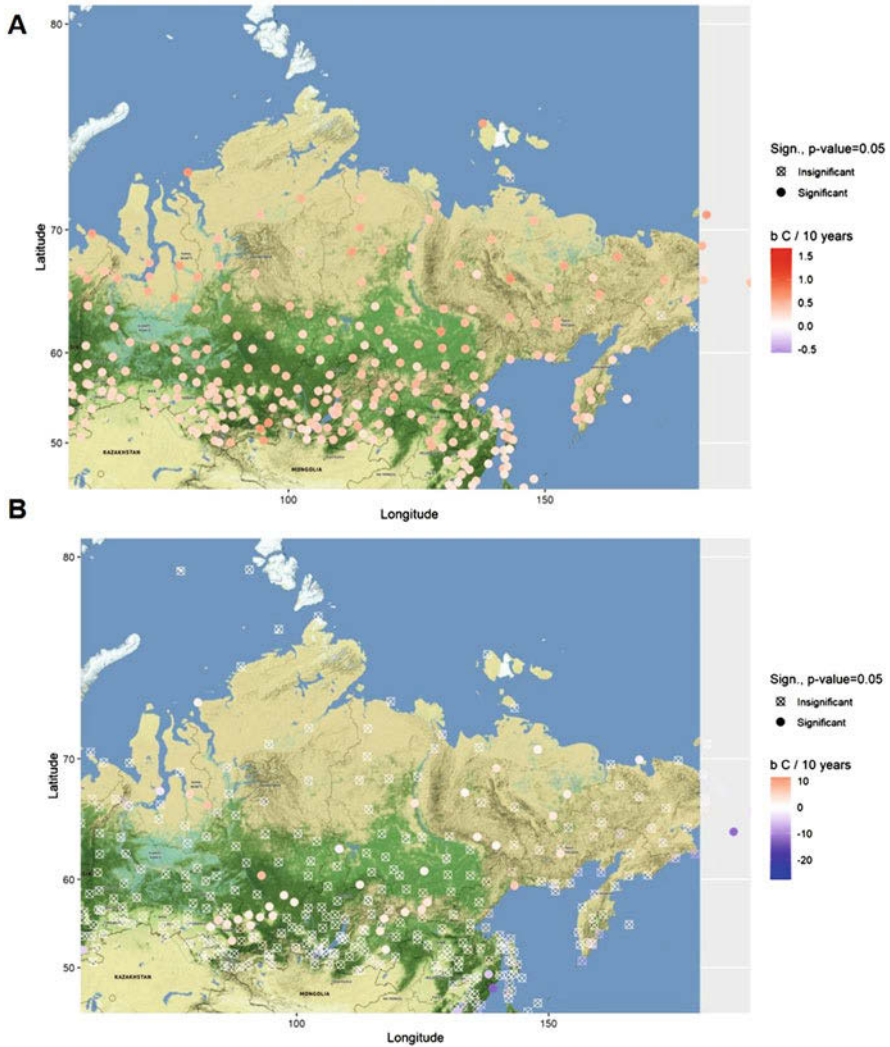 A
80
70
60
50
Latitude
KAZAKHSTAN
MONGOLIA
100
150
Longitude
Sign., p-value=0.05
Insignificant
Significant
b C / 10 years
1.5
1.0
0.5
0.0
-0.5
B
80
70
60
50
Latitude
KAZAKHSTAN
MONGOLIA
100
150
Longitude
Sign., p-value=0.05
Insignificant
Significant
b C / 10 years
10
0
-10
-20